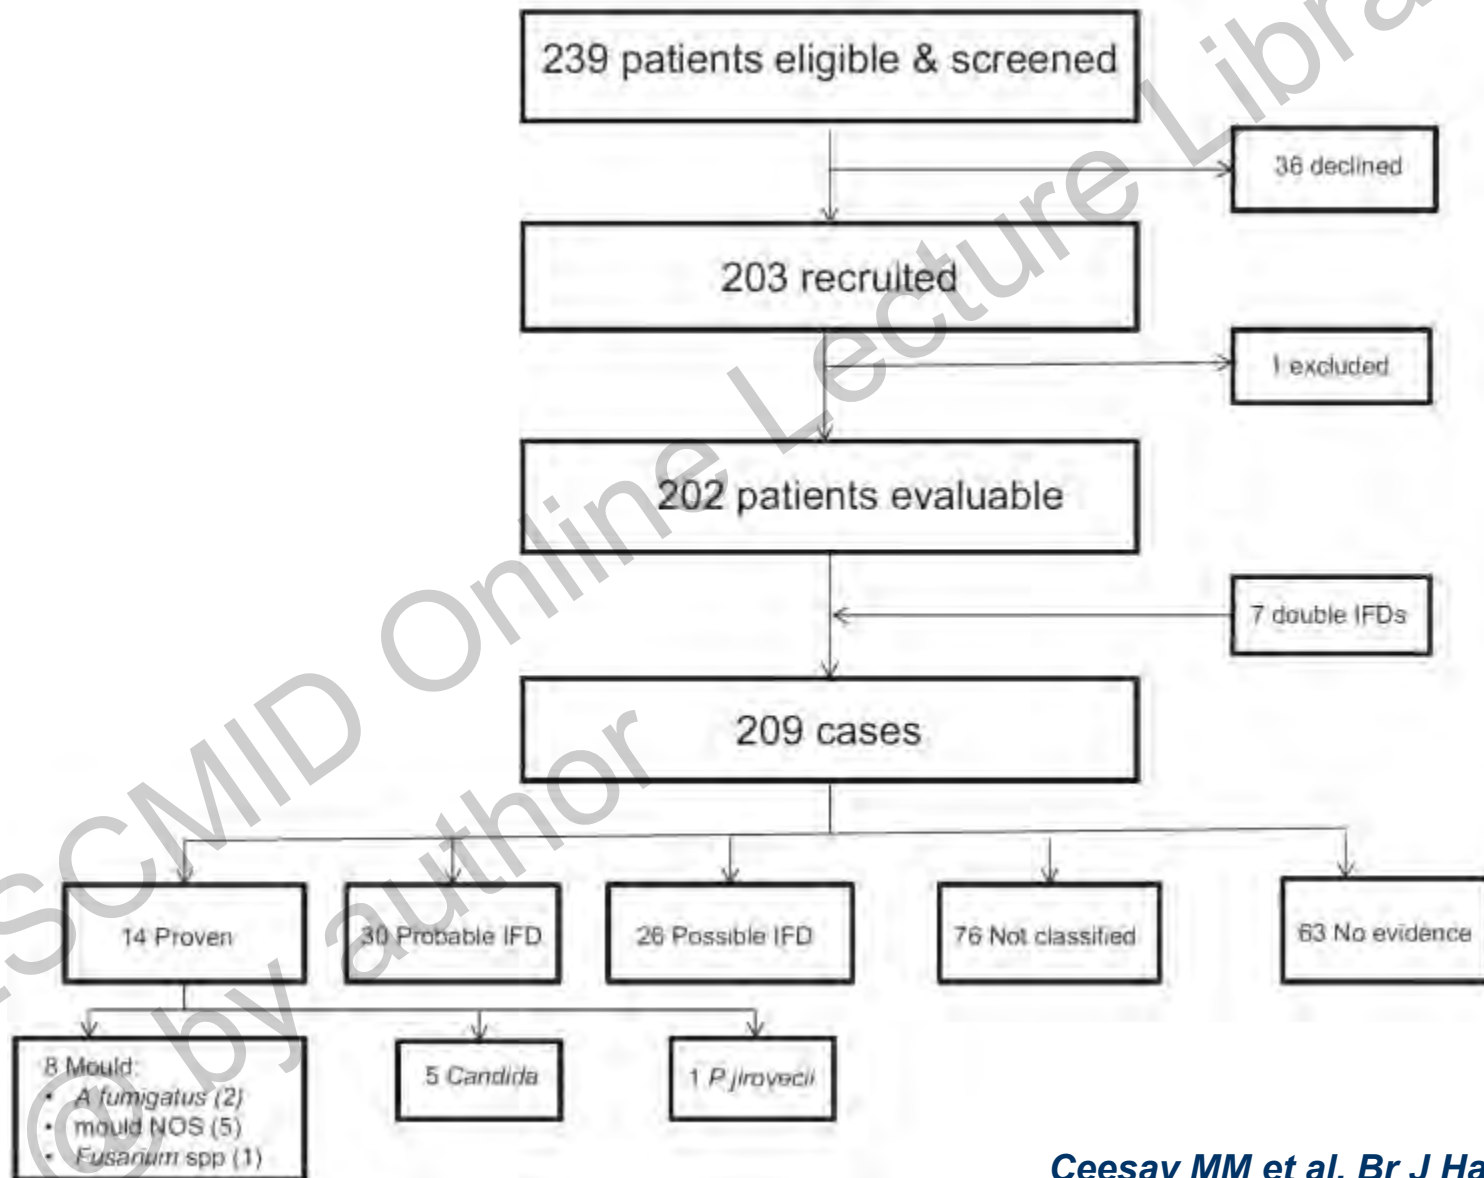 239 patients eligible & screened
36 declined
203 recruited
1 excluded
202 patients evaluable
7 double IFDs
209 cases
14 Proven
30 Probable IFD
26 Possible IFD
76 Not classified
63 No evidence
8 Mould:
• A fumigatus (2)
• mould NOS (5)
• Fusarium spp (1)
5 Candida
1 P jirovecii
Ceesay MM et al. Br J Ha
ESCMID Online Lecture Libra
@ by author